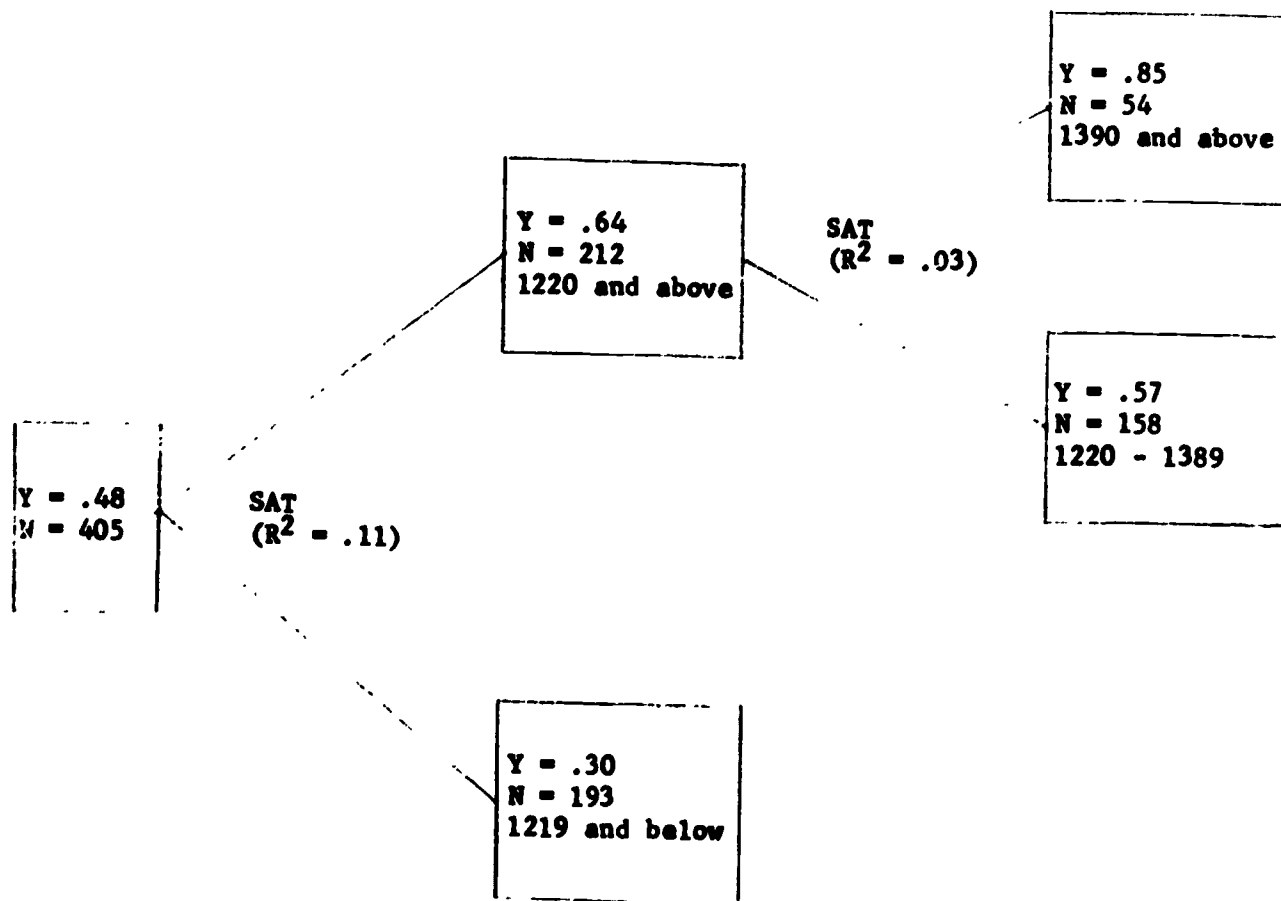 Y = .85
N = 54
1390 and above
Y = .64
N = 212
1220 and above
SAT
(R² = .03)
Y = .57
N = 158
1220 - 1389
Y = .48
N = 405
SAT
(R² = .11)
Y = .30
N = 193
1219 and below